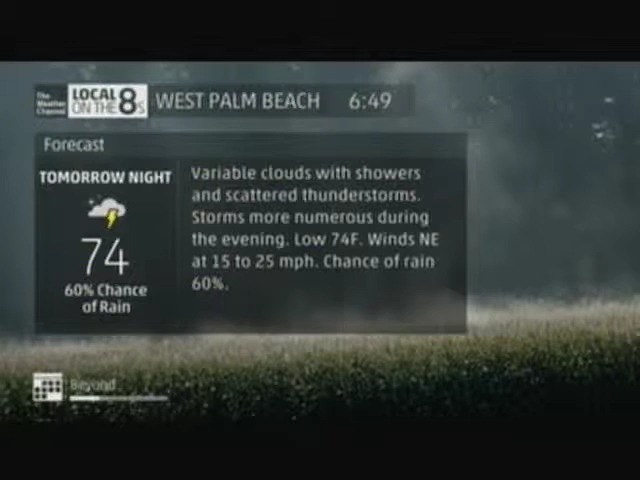 The
Weather
Channel
LOCAL
ON THE 8s
WEST PALM BEACH 6:49
Forecast
TOMORROW NIGHT
74
60% Chance
of Rain
Variable clouds with showers
and scattered thunderstorms.
Storms more numerous during
the evening. Low 74F. Winds NE
at 15 to 25 mph. Chance of rain
60%.
Beyond